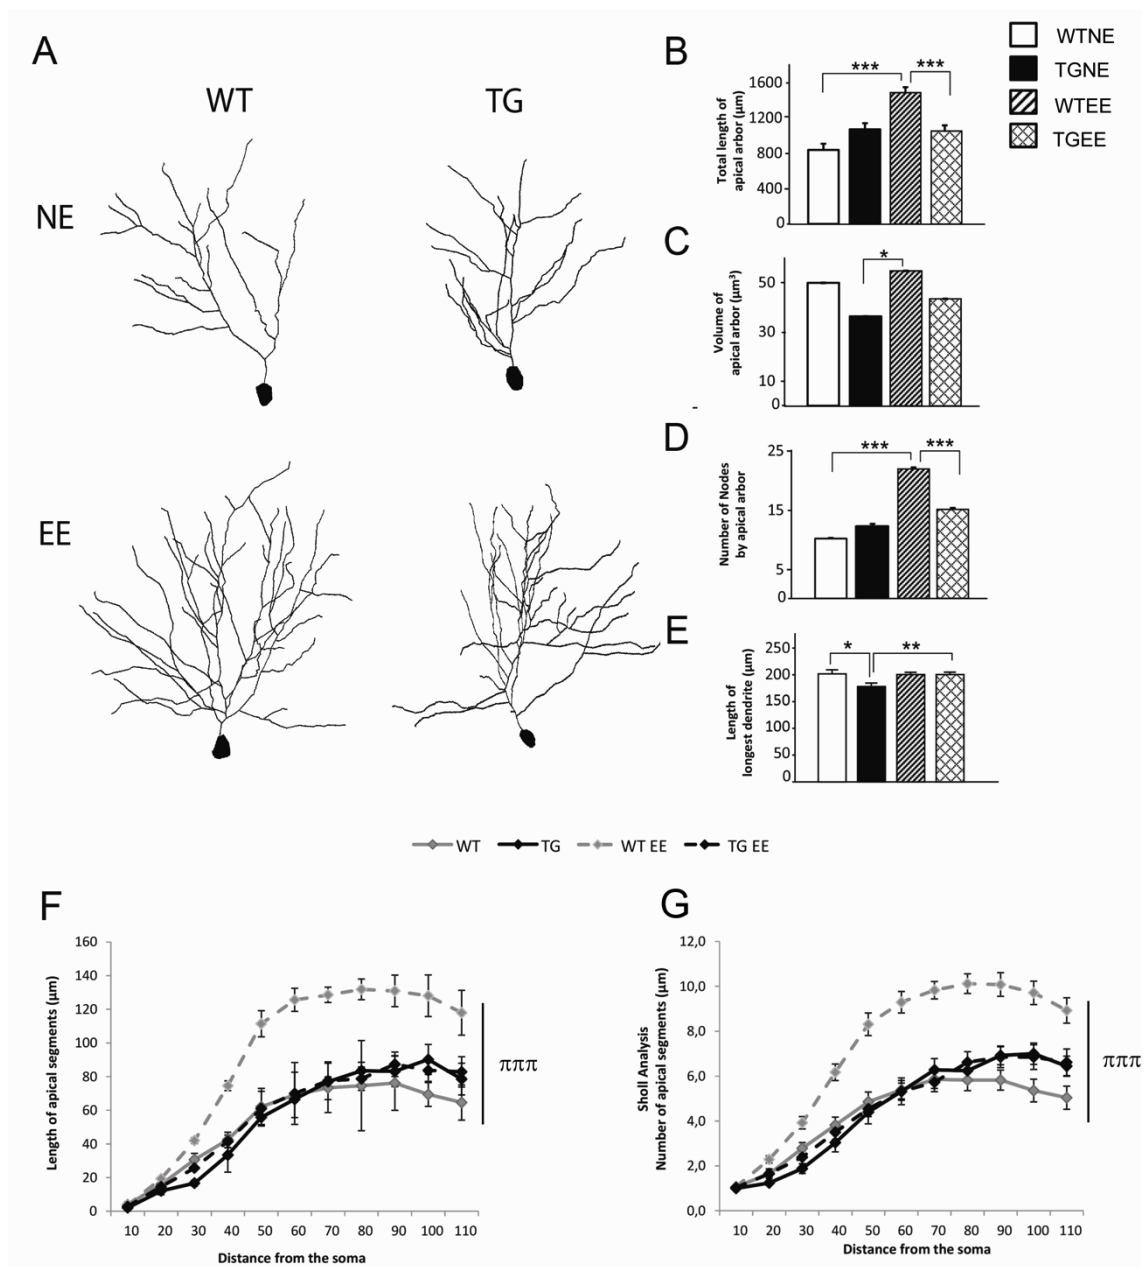 A
WT
TG
NE
EE
B
Total length of
apical arbor (µm)
1600
1200
800
400
0
***
***
WTNE
TGNE
WTEE
TGEE
C
Volume of
apical arbor (µm³)
50
30
10
0
*
D
Number of Nodes
by apical arbor
25
15
5
0
***
***
E
Length of
longest dendrite (µm)
250
200
150
100
50
0
*
**
WT
TG
WT EE
TG EE
F
Length of apical segments (µm)
160
140
120
100
80
60
40
20
0
10 20 30 40 50 60 70 80 90 100 110
Distance from the soma
πππ
G
Sholl Analysis
Number of apical segments (µm)
12,0
10,0
8,0
6,0
4,0
2,0
0,0
10 20 30 40 50 60 70 80 90 100 110
Distance from the soma
πππ